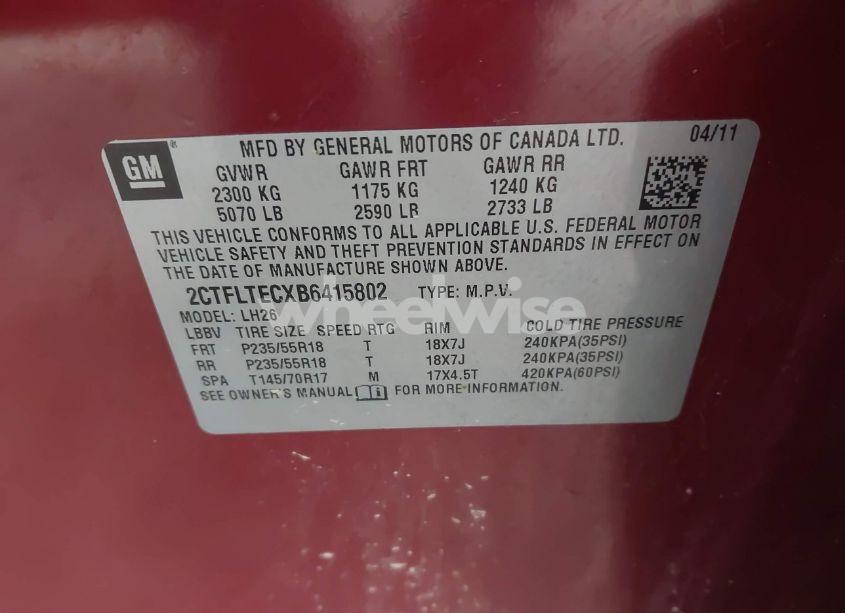 GM
MFD BY GENERAL MOTORS OF CANADA LTD. 04/11
GVWR GAWR FRT GAWR RR
2300 KG 1175 KG 1240 KG
5070 LB 2590 LB 2733 LB
THIS VEHICLE CONFORMS TO ALL APPLICABLE U.S. FEDERAL MOTOR
VEHICLE SAFETY AND THEFT PREVENTION STANDARDS IN EFFECT ON
THE DATE OF MANUFACTURE SHOWN ABOVE.
2CTFLTECXB6415802 TYPE: M.P.V.
MODEL: LH26
LBBV TIRE SIZE SPEED RTG RIM COLD TIRE PRESSURE
FRT P235/55R18 T 18X7J 240KPA(35PSI)
RR P235/55R18 T 18X7J 240KPA(35PSI)
SPA T145/70R17 M 17X4.5T 420KPA(60PSI)
SEE OWNER'S MANUAL FOR MORE INFORMATION.
wheelwise